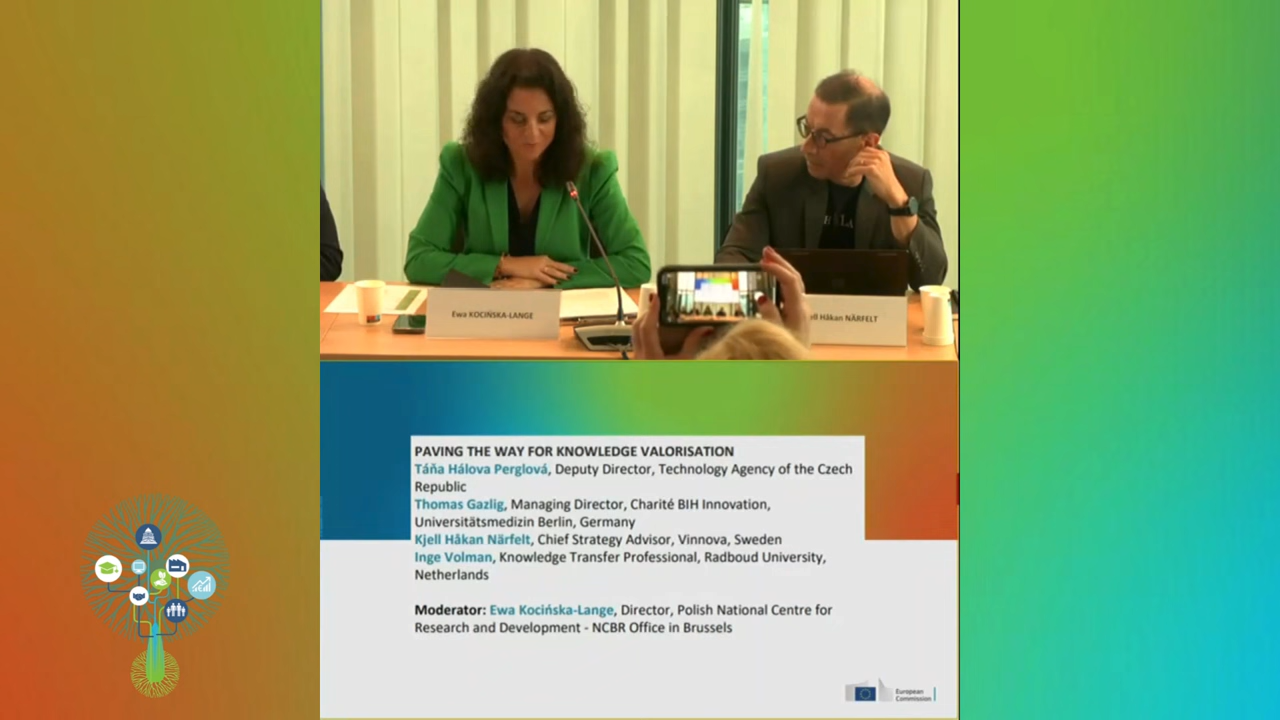 Ewa KOCIŃSKA-LANGE
Håkan NÄRFELT
PAVING THE WAY FOR KNOWLEDGE VALORISATION
Táňa Hálova Perglová, Deputy Director, Technology Agency of the Czech
Republic
Thomas Gazlig, Managing Director, Charité BIH Innovation,
Universitätsmedizin Berlin, Germany
Kjell Håkan Närfelt, Chief Strategy Advisor, Vinnova, Sweden
Inge Volman, Knowledge Transfer Professional, Radboud University,
Netherlands
Moderator: Ewa Kocińska-Lange, Director, Polish National Centre for
Research and Development - NCBR Office in Brussels
European
Commission